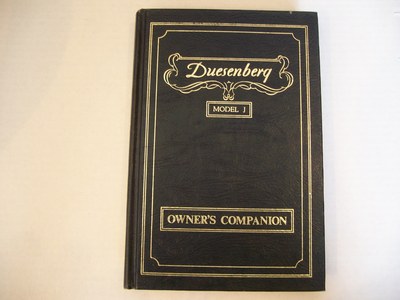 Duesenberg
MODEL J
OWNER'S COMPANION